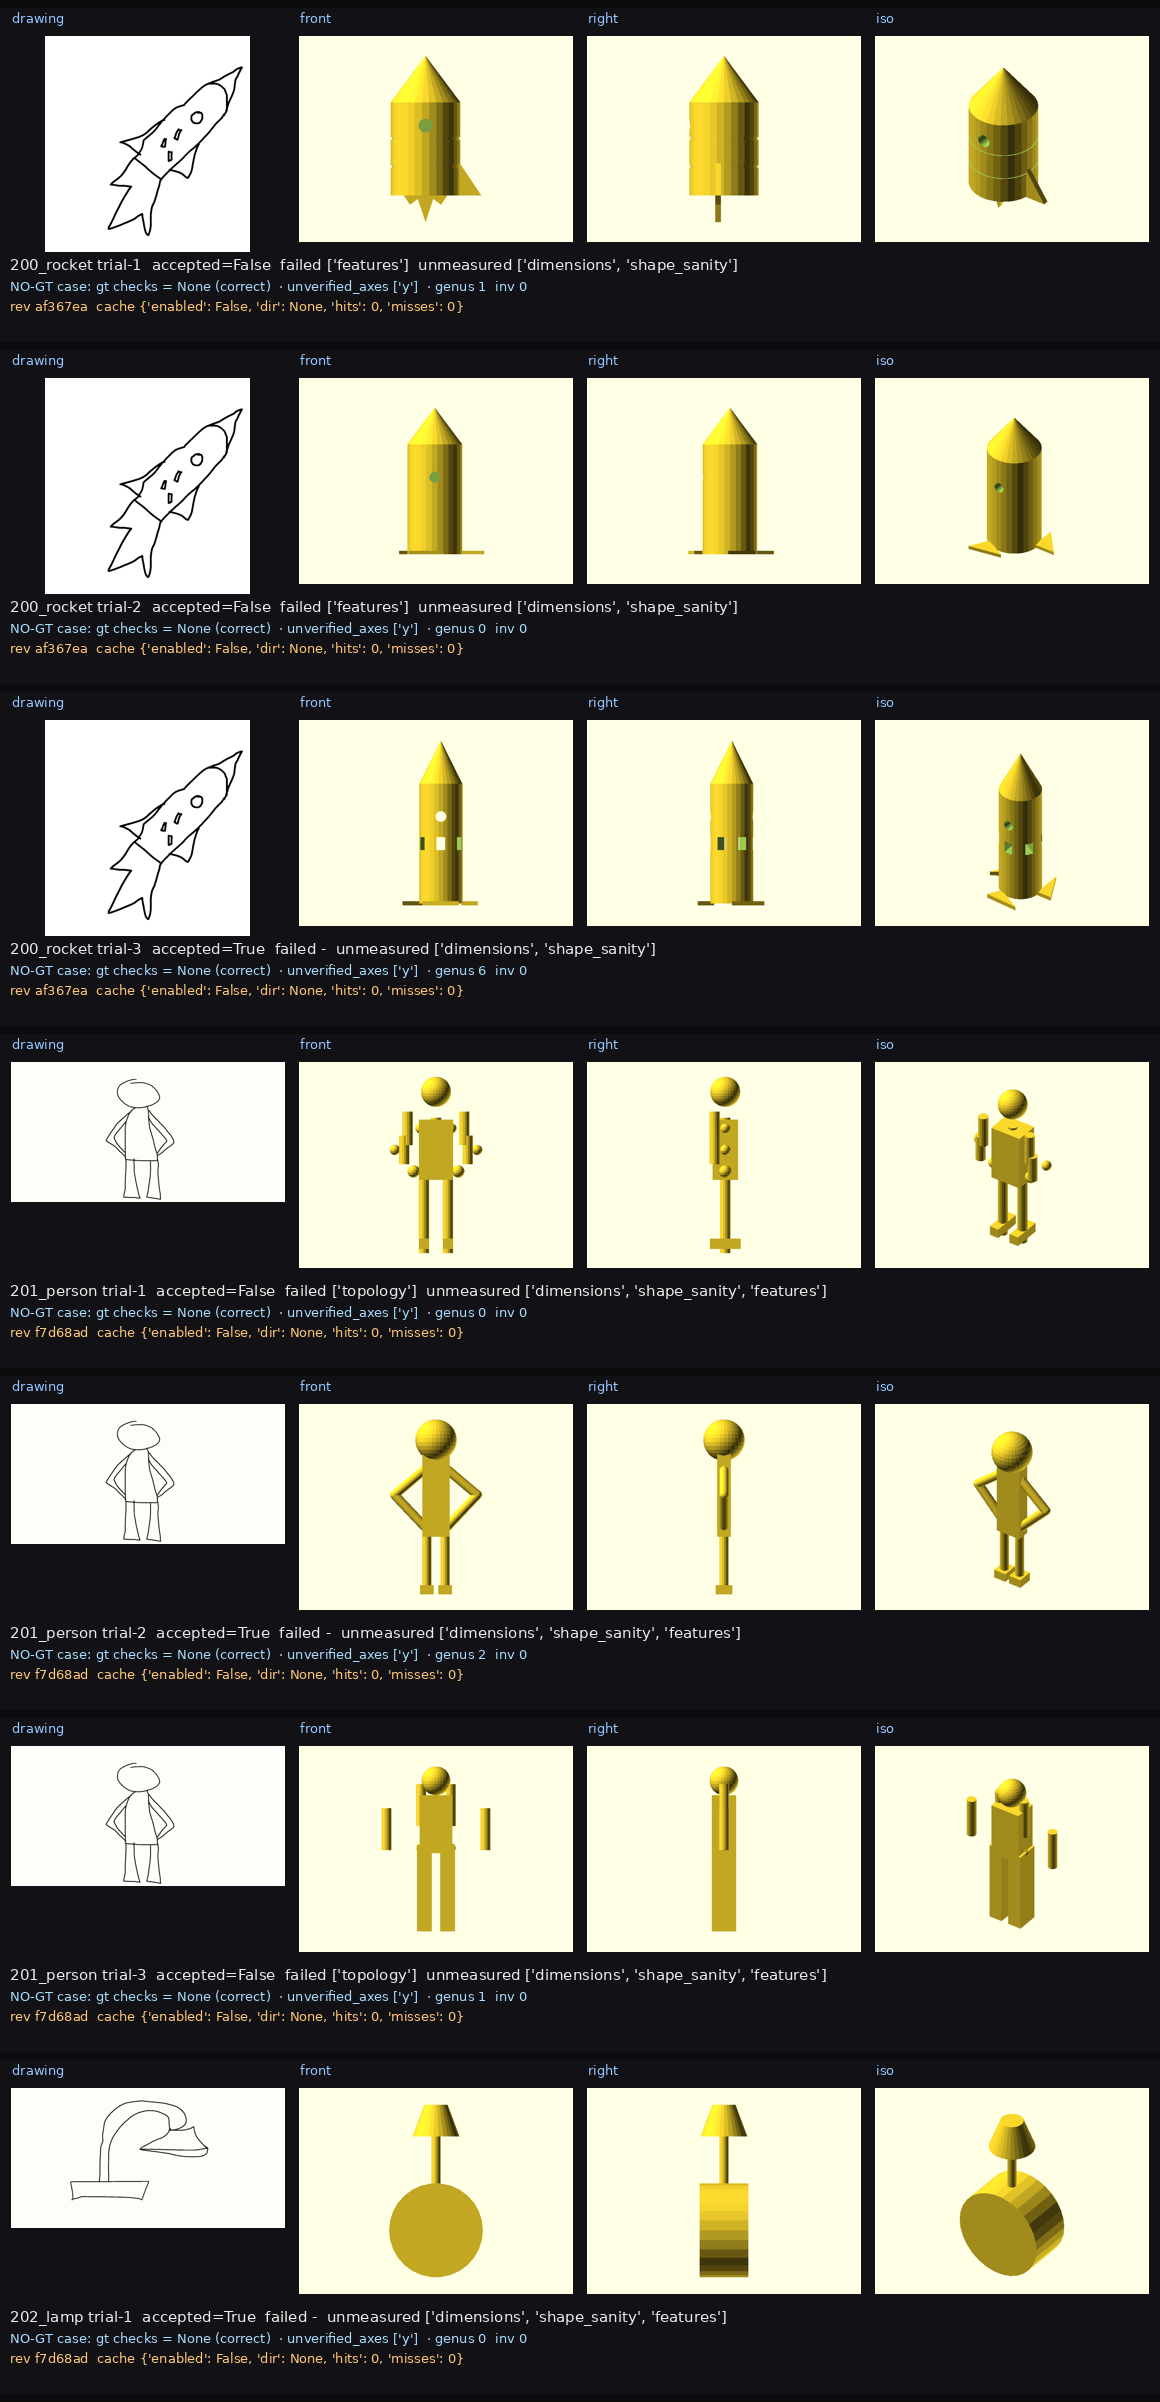 drawing front right iso
200_rocket trial-1  accepted=False  failed ['features']  unmeasured ['dimensions', 'shape_sanity']
NO-GT case: gt checks = None (correct)  · unverified_axes ['y']  · genus 1  inv 0
rev af367ea  cache {'enabled': False, 'dir': None, 'hits': 0, 'misses': 0}
drawing front right iso
200_rocket trial-2  accepted=False  failed ['features']  unmeasured ['dimensions', 'shape_sanity']
NO-GT case: gt checks = None (correct)  · unverified_axes ['y']  · genus 0  inv 0
rev af367ea  cache {'enabled': False, 'dir': None, 'hits': 0, 'misses': 0}
drawing front right iso
200_rocket trial-3  accepted=True  failed -  unmeasured ['dimensions', 'shape_sanity']
NO-GT case: gt checks = None (correct)  · unverified_axes ['y']  · genus 6  inv 0
rev af367ea  cache {'enabled': False, 'dir': None, 'hits': 0, 'misses': 0}
drawing front right iso
201_person trial-1  accepted=False  failed ['topology']  unmeasured ['dimensions', 'shape_sanity', 'features']
NO-GT case: gt checks = None (correct)  · unverified_axes ['y']  · genus 0  inv 0
rev f7d68ad  cache {'enabled': False, 'dir': None, 'hits': 0, 'misses': 0}
drawing front right iso
201_person trial-2  accepted=True  failed -  unmeasured ['dimensions', 'shape_sanity', 'features']
NO-GT case: gt checks = None (correct)  · unverified_axes ['y']  · genus 2  inv 0
rev f7d68ad  cache {'enabled': False, 'dir': None, 'hits': 0, 'misses': 0}
drawing front right iso
201_person trial-3  accepted=False  failed ['topology']  unmeasured ['dimensions', 'shape_sanity', 'features']
NO-GT case: gt checks = None (correct)  · unverified_axes ['y']  · genus 1  inv 0
rev f7d68ad  cache {'enabled': False, 'dir': None, 'hits': 0, 'misses': 0}
drawing front right iso
202_lamp trial-1  accepted=True  failed -  unmeasured ['dimensions', 'shape_sanity', 'features']
NO-GT case: gt checks = None (correct)  · unverified_axes ['y']  · genus 0  inv 0
rev f7d68ad  cache {'enabled': False, 'dir': None, 'hits': 0, 'misses': 0}